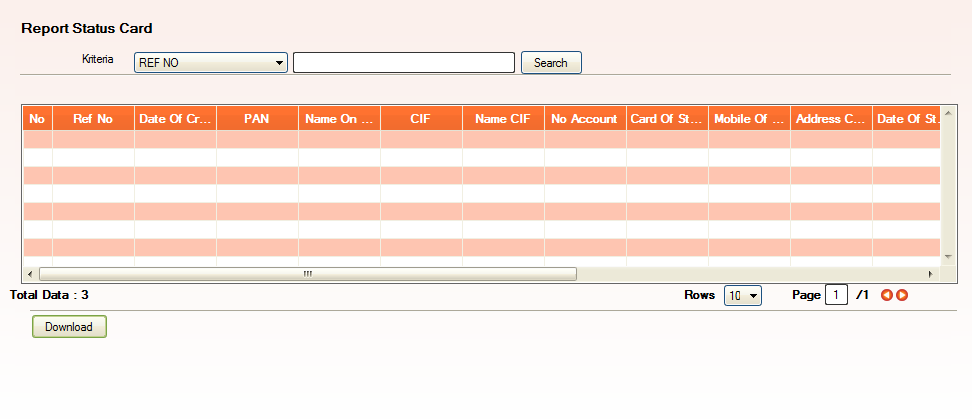 Report Status Card
Kriteria REF NO Search
No Ref No Date Of Cr... PAN Name On ... CIF Name CIF No Account Card Of St... Mobile Of ... Address C... Date Of St.
Total Data : 3 Rows 10 Page 1 /1
Download